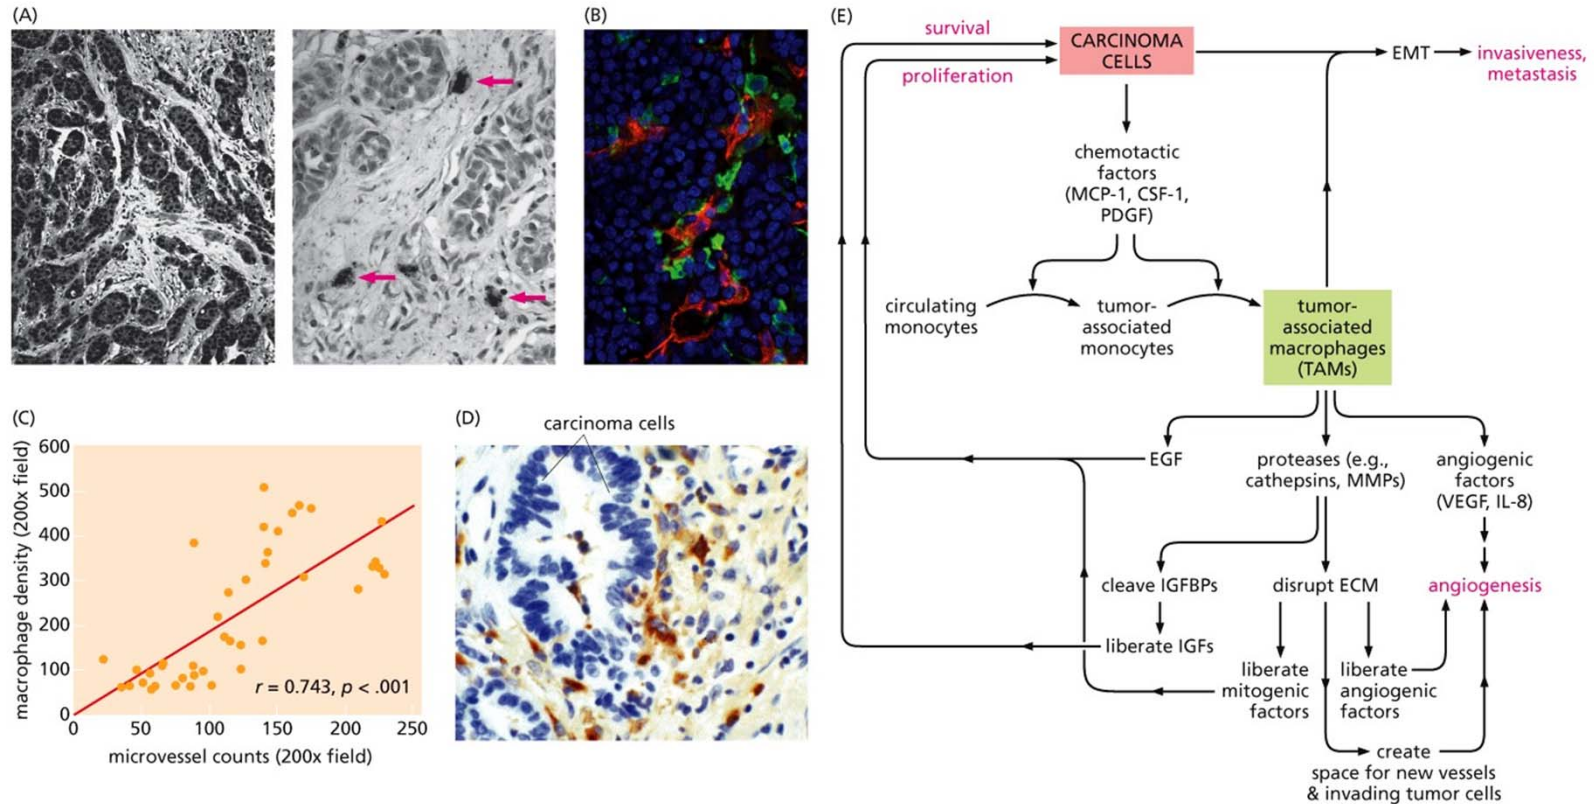 (A)
(B)
(C)
600
500
400
300
200
100
0
0
50
100
150
200
250
macrophage density (200x field)
microvessel counts (200x field)
r = 0.743, p < .001
(D)
carcinoma cells
(E)
survival
proliferation
CARCINOMA
CELLS
EMT
invasiveness,
metastasis
chemotactic
factors
(MCP-1, CSF-1,
PDGF)
circulating
monocytes
tumor-
associated
monocytes
tumor-
associated
macrophages
(TAMs)
EGF
proteases (e.g.,
cathepsins, MMPs)
angiogenic
factors
(VEGF, IL-8)
cleave IGFBPs
disrupt ECM
angiogenesis
liberate IGFs
liberate
mitogenic
factors
liberate
angiogenic
factors
create
space for new vessels
& invading tumor cells